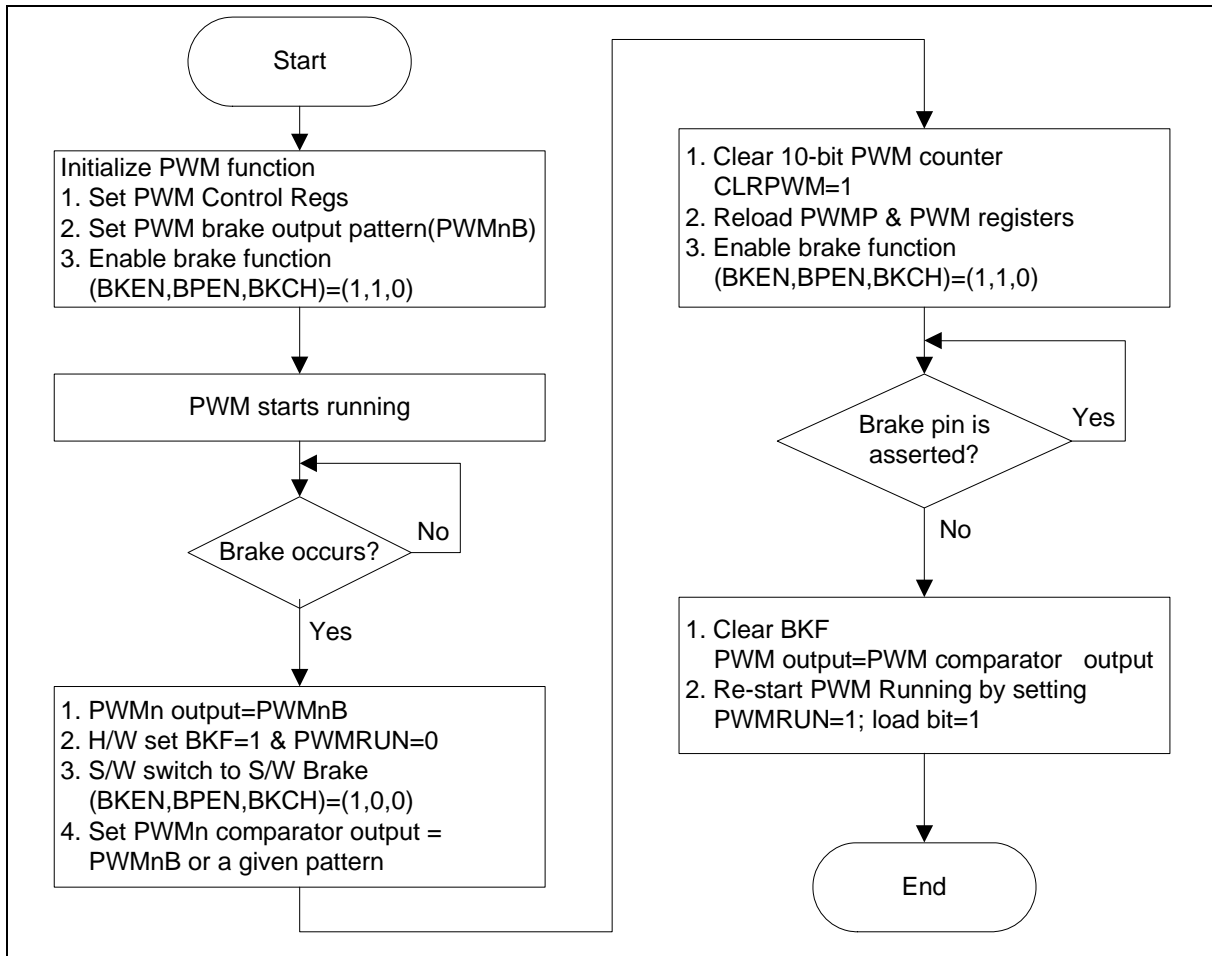 Start
Initialize PWM function
1. Set PWM Control Regs
2. Set PWM brake output pattern(PWMnB)
3. Enable brake function
(BKEN,BPEN,BKCH)=(1,1,0)
PWM starts running
No
Brake occurs?
Yes
1. PWMn output=PWMnB
2. H/W set BKF=1 & PWMRUN=0
3. S/W switch to S/W Brake
(BKEN,BPEN,BKCH)=(1,0,0)
4. Set PWMn comparator output =
PWMnB or a given pattern
1. Clear 10-bit PWM counter
CLRPWM=1
2. Reload PWMP & PWM registers
3. Enable brake function
(BKEN,BPEN,BKCH)=(1,1,0)
Brake pin is
asserted?
Yes
No
1. Clear BKF
PWM output=PWM comparator output
2. Re-start PWM Running by setting
PWMRUN=1; load bit=1
End